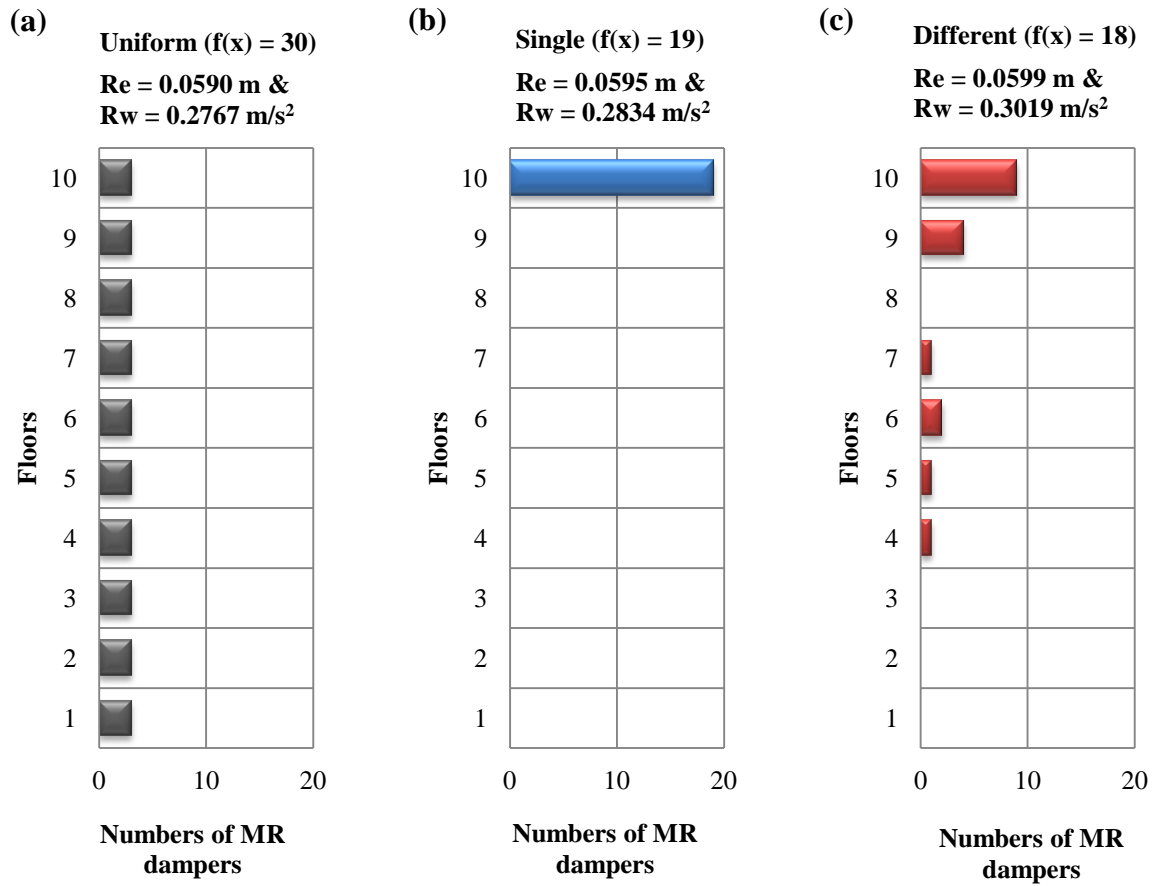 (a)
Uniform (f(x) = 30)
Re = 0.0590 m &
Rw = 0.2767 m/s²
10
9
8
7
6
5
4
3
2
1
Floors
0 10 20
Numbers of MR
dampers
(b)
Single (f(x) = 19)
Re = 0.0595 m &
Rw = 0.2834 m/s²
10
9
8
7
6
5
4
3
2
1
Floors
0 10 20
Numbers of MR
dampers
(c)
Different (f(x) = 18)
Re = 0.0599 m &
Rw = 0.3019 m/s²
10
9
8
7
6
5
4
3
2
1
Floors
0 10 20
Numbers of MR
dampers